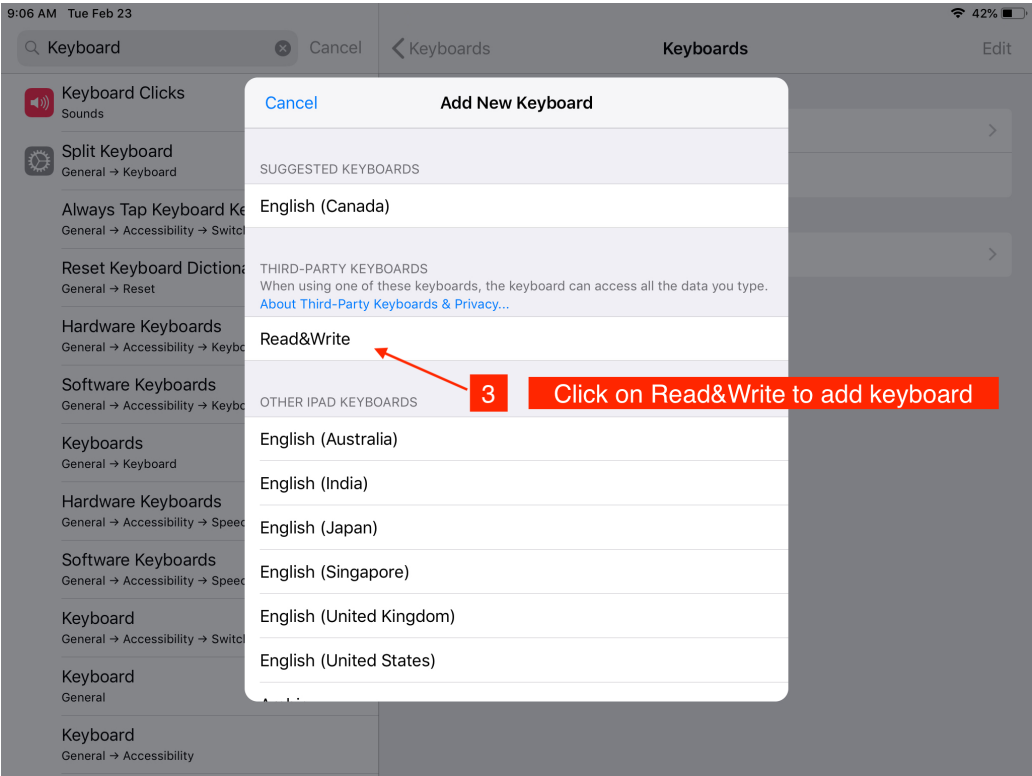 9:06 AM Tue Feb 23
42%
Keyboard
Cancel
Keyboards
Keyboards
Edit
Keyboard Clicks
Sounds
Split Keyboard
General → Keyboard
Always Tap Keyboard Ke
General → Accessibility → Switc
Reset Keyboard Dictiona
General → Reset
Hardware Keyboards
General → Accessibility → Keybo
Software Keyboards
General → Accessibility → Keybo
Keyboards
General → Keyboard
Hardware Keyboards
General → Accessibility → Speec
Software Keyboards
General → Accessibility → Speec
Keyboard
General → Accessibility → Switc
Keyboard
General
Keyboard
General → Accessibility
Cancel
Add New Keyboard
SUGGESTED KEYBOARDS
English (Canada)
THIRD-PARTY KEYBOARDS
When using one of these keyboards, the keyboard can access all the data you type.
About Third-Party Keyboards & Privacy...
Read&Write
3
Click on Read&Write to add keyboard
OTHER IPAD KEYBOARDS
English (Australia)
English (India)
English (Japan)
English (Singapore)
English (United Kingdom)
English (United States)